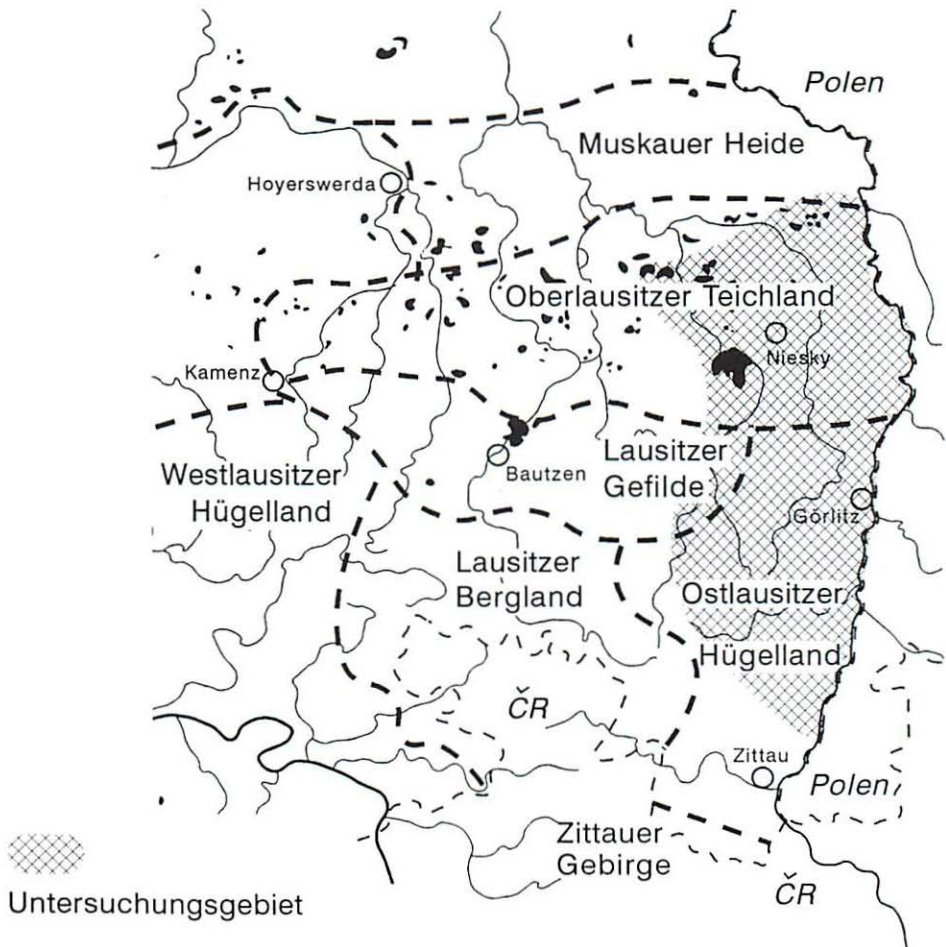 Polen
Muskauer Heide
Hoyerswerda
Oberlausitzer Teichland
Niesky
Kamenz
Lausitzer
Gefilde
Westlausitzer
Hügelland
Bautzen
Görlitz
Lausitzer
Bergland
Ostlausitzer
Hügelland
ČR
Zittau
Polen
Zittauer
Gebirge
ČR
Untersuchungsgebiet